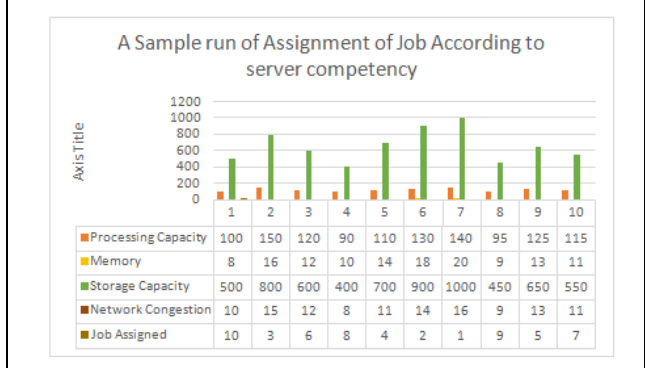 A Sample run of Assignment of Job According to
server competency
Axis Title
1200
1000
800
600
400
200
0
1 2 3 4 5 6 7 8 9 10
Processing Capacity 100 150 120 90 110 130 140 95 125 115
Memory 8 16 12 10 14 18 20 9 13 11
Storage Capacity 500 800 600 400 700 900 1000 450 650 550
Network Congestion 10 15 12 8 11 14 16 9 13 11
Job Assigned 10 3 6 8 4 2 1 9 5 7